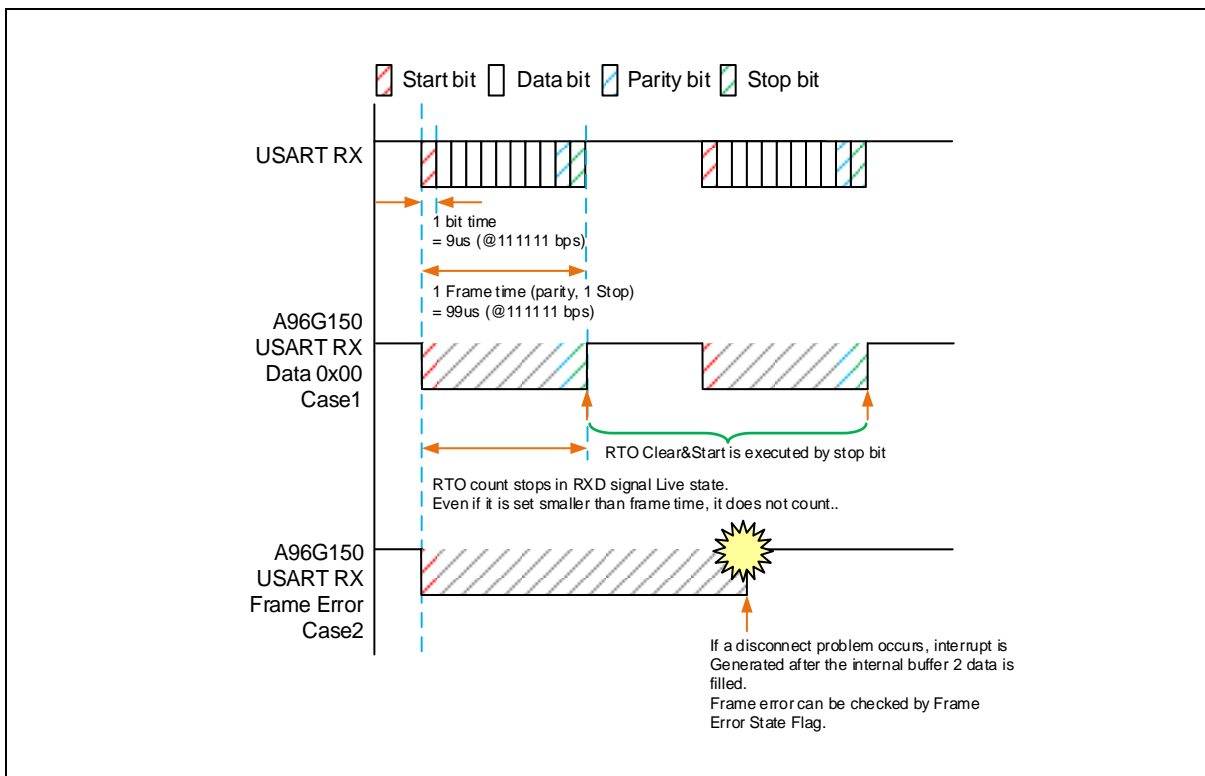 Start bit Data bit Parity bit Stop bit
USART RX
1 bit time
= 9us (@111111 bps)
1 Frame time (parity, 1 Stop)
= 99us (@111111 bps)
A96G150
USART RX
Data 0x00
Case1
RTO Clear&Start is executed by stop bit
RTO count stops in RXD signal Live state.
Even if it is set smaller than frame time, it does not count..
A96G150
USART RX
Frame Error
Case2
If a disconnect problem occurs, interrupt is
Generated after the internal buffer 2 data is
filled.
Frame error can be checked by Frame
Error State Flag.